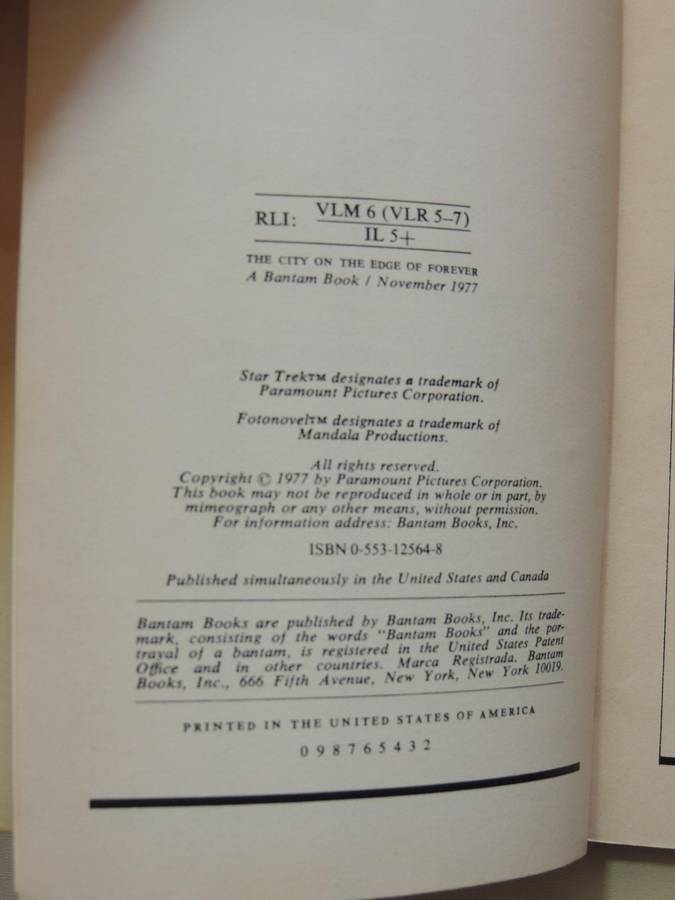 RLI: VLM 6 (VLR 5–7)
IL 5+
THE CITY ON THE EDGE OF FOREVER
A Bantam Book / November 1977
Star Trek™ designates a trademark of
Paramount Pictures Corporation.
Fotonovel™ designates a trademark of
Mandala Productions.
All rights reserved.
Copyright © 1977 by Paramount Pictures Corporation.
This book may not be reproduced in whole or in part, by
mimeograph or any other means, without permission.
For information address: Bantam Books, Inc.
ISBN 0-553-12564-8
Published simultaneously in the United States and Canada
Bantam Books are published by Bantam Books, Inc. Its trade-
mark, consisting of the words "Bantam Books" and the por-
trayal of a bantam, is registered in the United States Patent
Office and in other countries. Marca Registrada. Bantam
Books, Inc., 666 Fifth Avenue, New York, New York 10019.
PRINTED IN THE UNITED STATES OF AMERICA
0 9 8 7 6 5 4 3 2